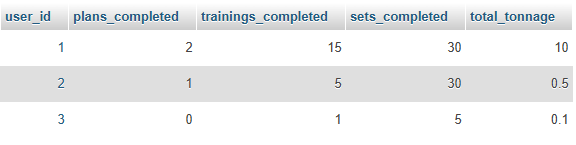 user_id plans_completed trainings_completed sets_completed total_tonnage
1 2 15 30 10
2 1 5 30 0.5
3 0 1 5 0.1